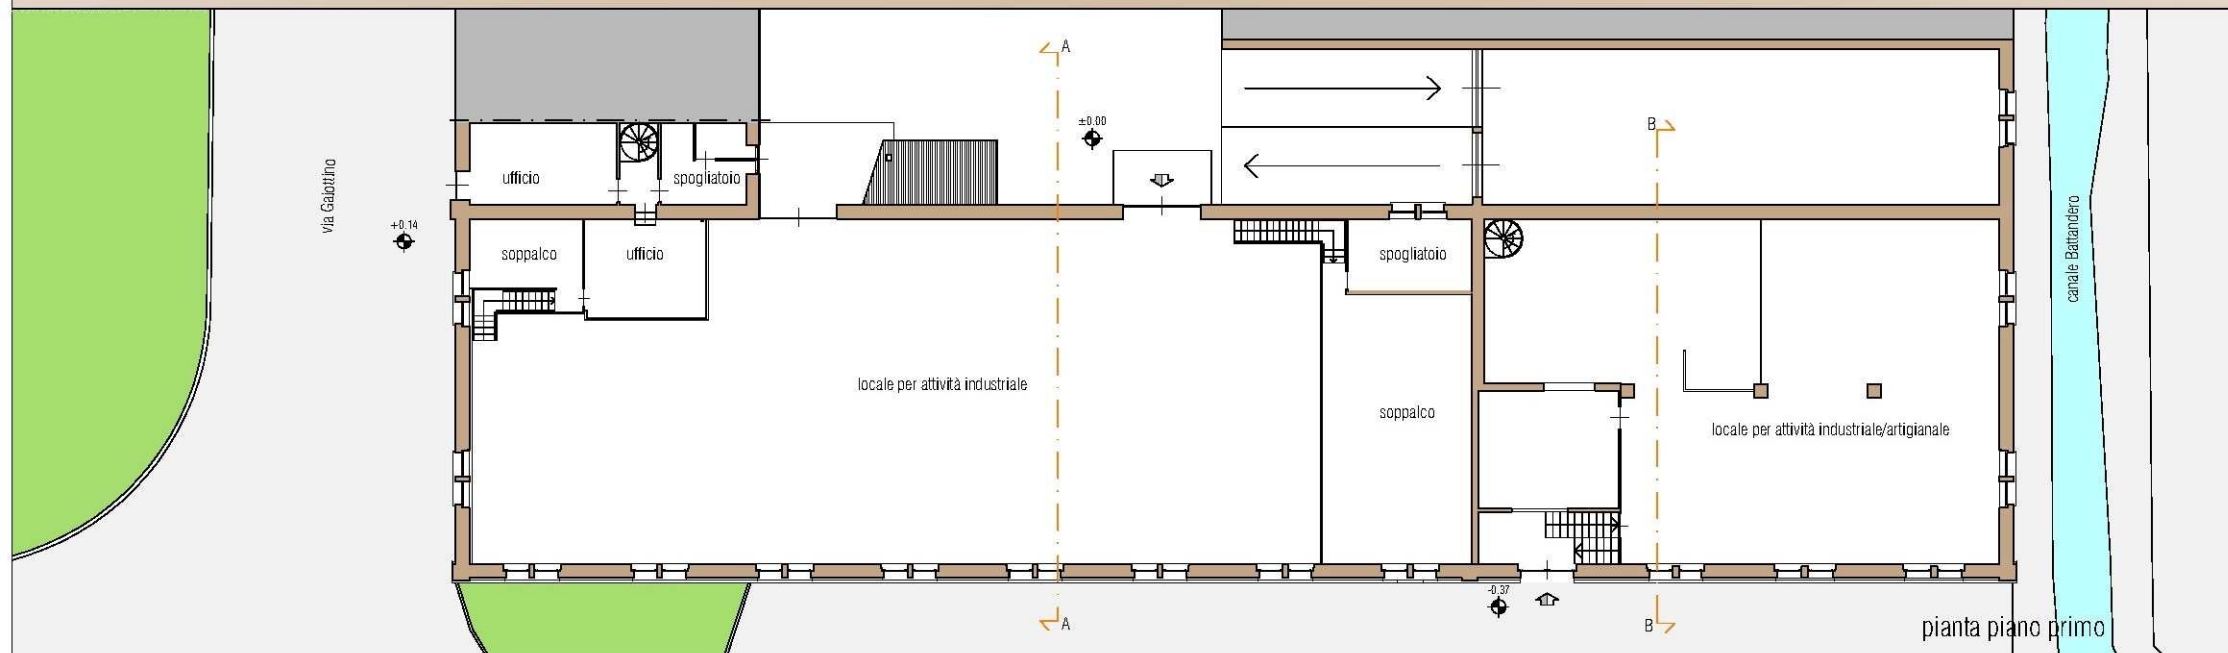 A
±0.00
B
ufficio
spogliatoio
via Gaiottino
+0.14
soppalco
ufficio
spogliatoio
canale Battandero
locale per attività industriale
soppalco
locale per attività industriale/artigianale
-0.37
A
B
pianta piano primo